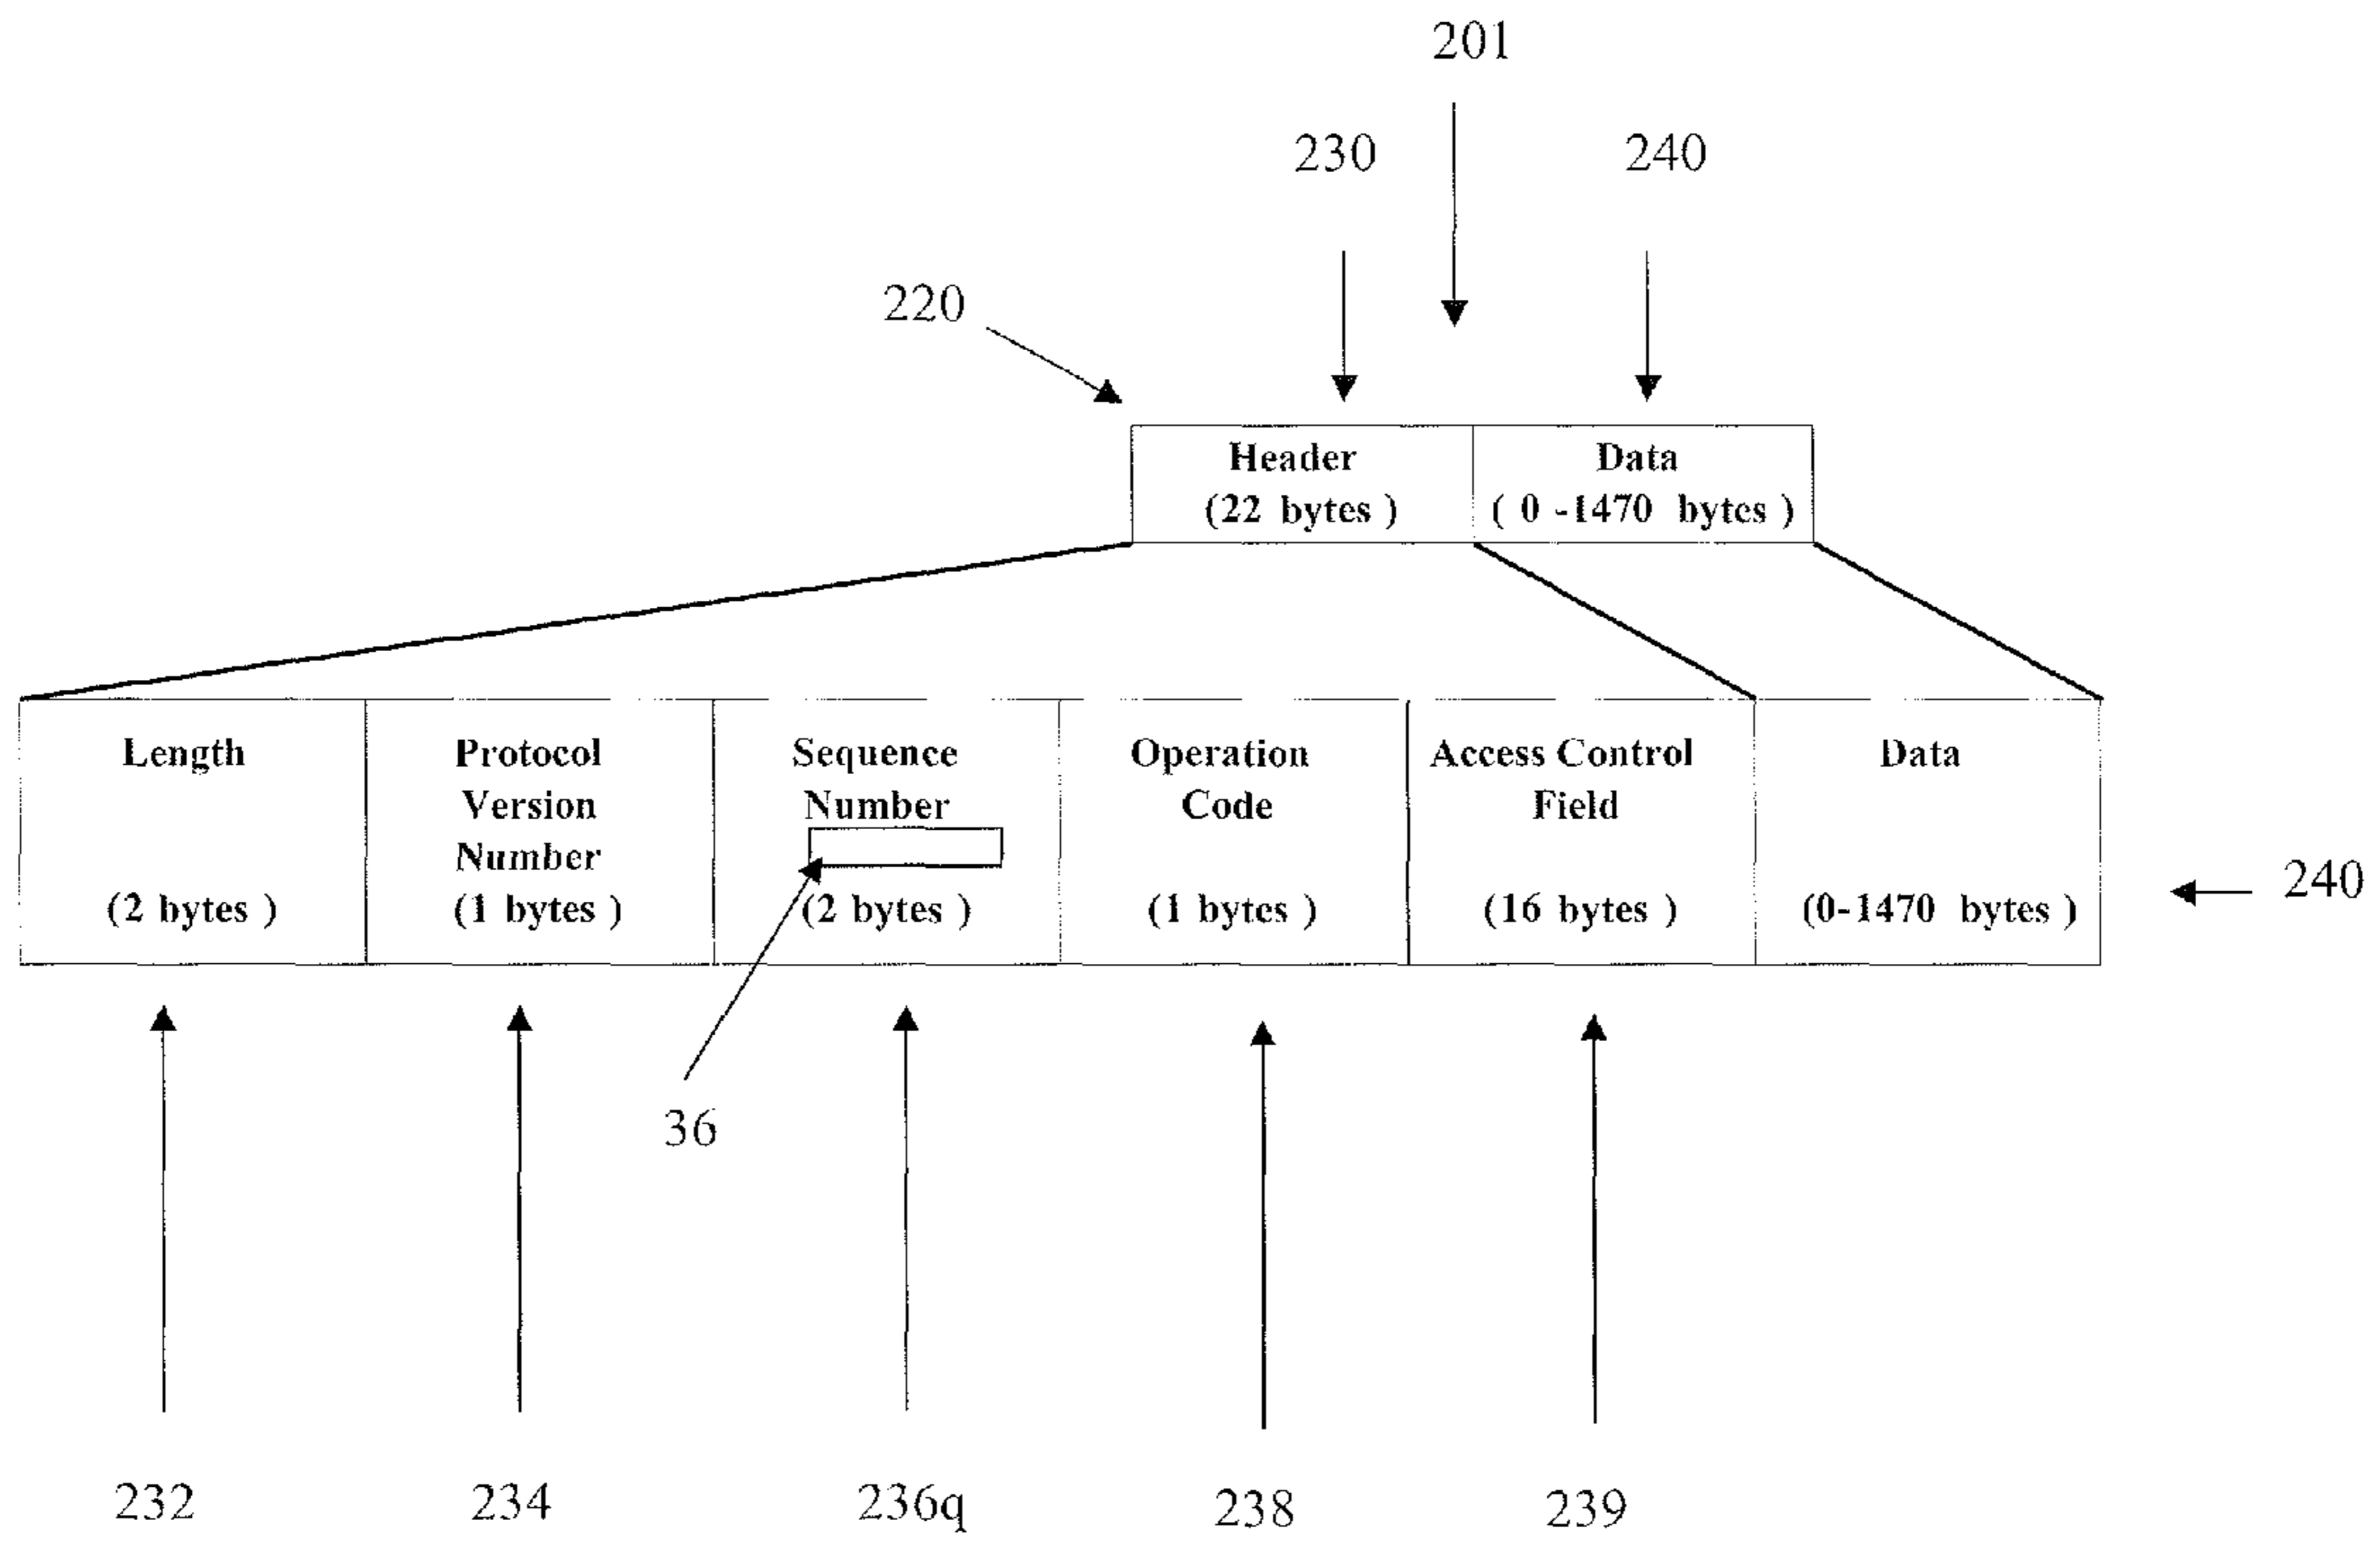 201
230
240
220
Header
(22 bytes )
Data
( 0 -1470 bytes )
Length
(2 bytes )
Protocol
Version
Number
(1 bytes )
Sequence
Number
(2 bytes )
Operation
Code
(1 bytes )
Access Control
Field
(16 bytes )
Data
(0-1470 bytes )
240
36
232
234
236q
238
239